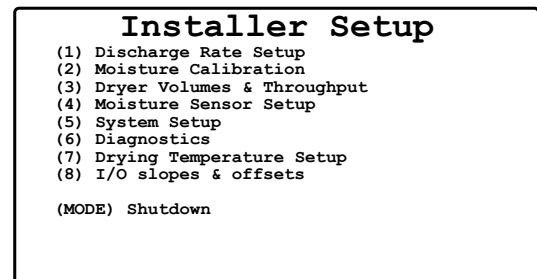 Installer Setup
(1) Discharge Rate Setup
(2) Moisture Calibration
(3) Dryer Volumes & Throughput
(4) Moisture Sensor Setup
(5) System Setup
(6) Diagnostics
(7) Drying Temperature Setup
(8) I/O slopes & offsets
(MODE) Shutdown